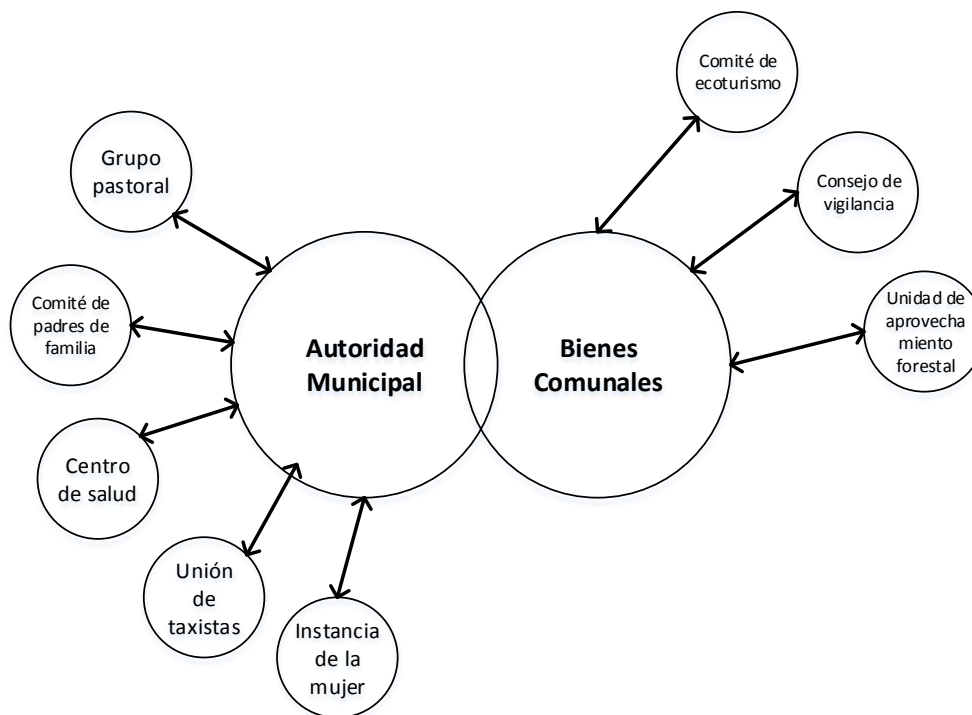 Comité de
ecoturismo
Grupo
pastoral
Consejo de
vigilancia
Comité de
padres de
familia
Autoridad
Municipal
Bienes
Comunales
Unidad de
aprovecha
miento
forestal
Centro
de salud
Unión
de
taxistas
Instancia
de la
mujer